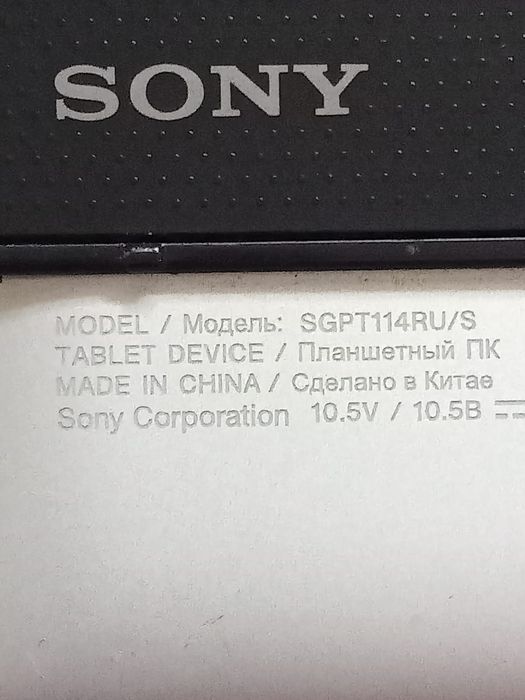 SONY
MODEL / Модель: SGPT114RU/S
TABLET DEVICE / Планшетный ПК
MADE IN CHINA / Сделано в Китае
Sony Corporation 10.5V / 10.5В ⎓